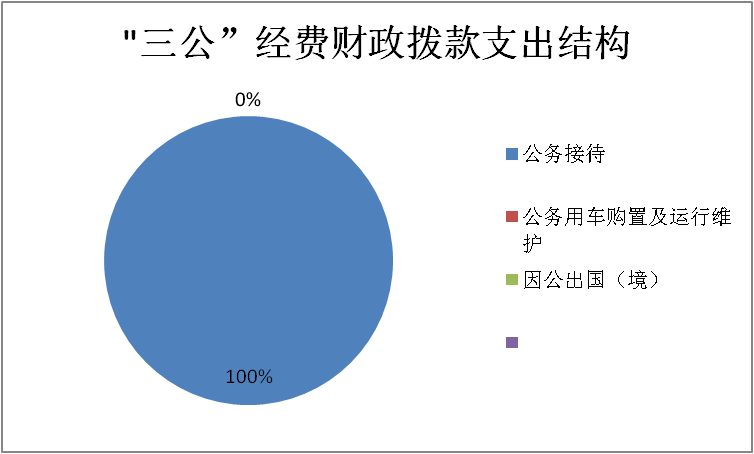 "三公”经费财政拨款支出结构
0%
100%
公务接待
公务用车购置及运行维
护
因公出国（境）